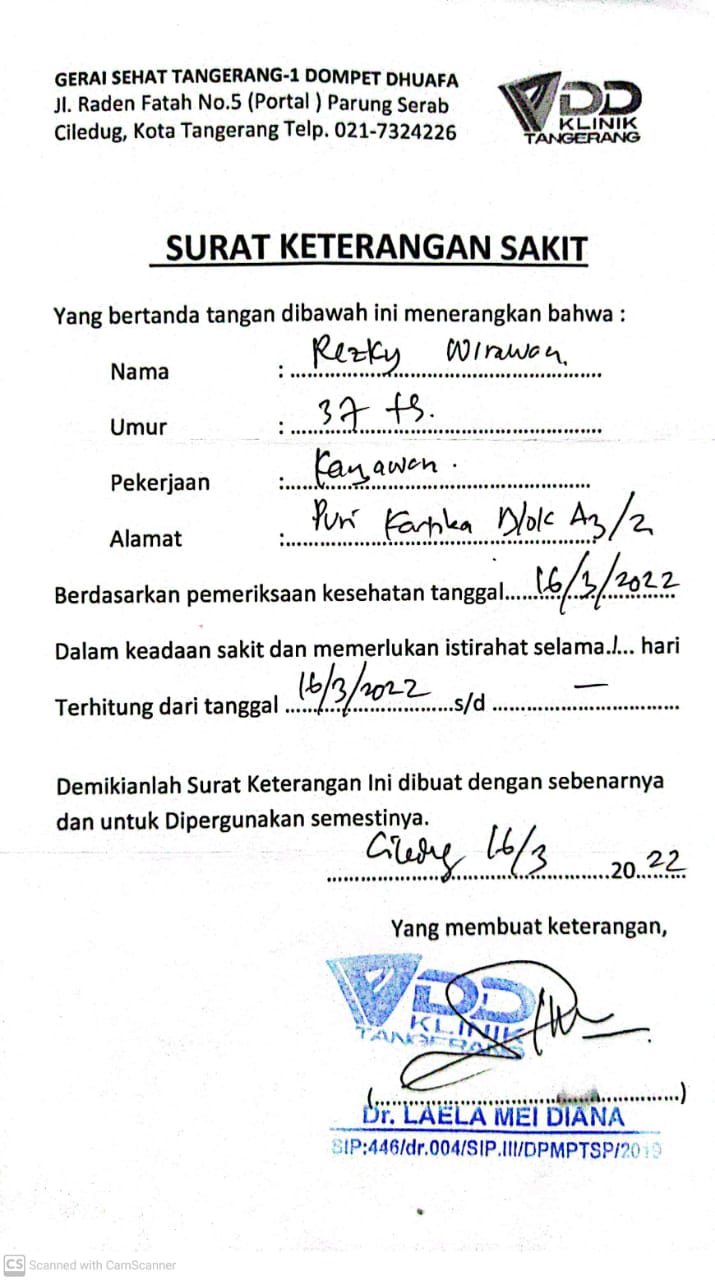 GERAI SEHAT TANGERANG-1 DOMPET DHUAFA
Jl. Raden Fatah No.5 (Portal ) Parung Serab
Ciledug, Kota Tangerang Telp. 021-7324226
DD
KLINIK
TANGERANG
SURAT KETERANGAN SAKIT
Yang bertanda tangan dibawah ini menerangkan bahwa :
Nama : Rezky Wirawan
Umur : 37 th.
Pekerjaan : Karyawan.
Alamat : Puri Kartika Blok A3/2
Berdasarkan pemeriksaan kesehatan tanggal 16/3/2022
Dalam keadaan sakit dan memerlukan istirahat selama 1 hari
Terhitung dari tanggal 16/3/2022 s/d —
Demikianlah Surat Keterangan Ini dibuat dengan sebenarnya
dan untuk Dipergunakan semestinya.
Ciledug 16/3 2022
Yang membuat keterangan,
DD
KLINIK
TANGERANG
(..............................)
Dr. LAELA MEI DIANA
SIP:446/dr.004/SIP.III/DPMPTSP/2019
CS Scanned with CamScanner